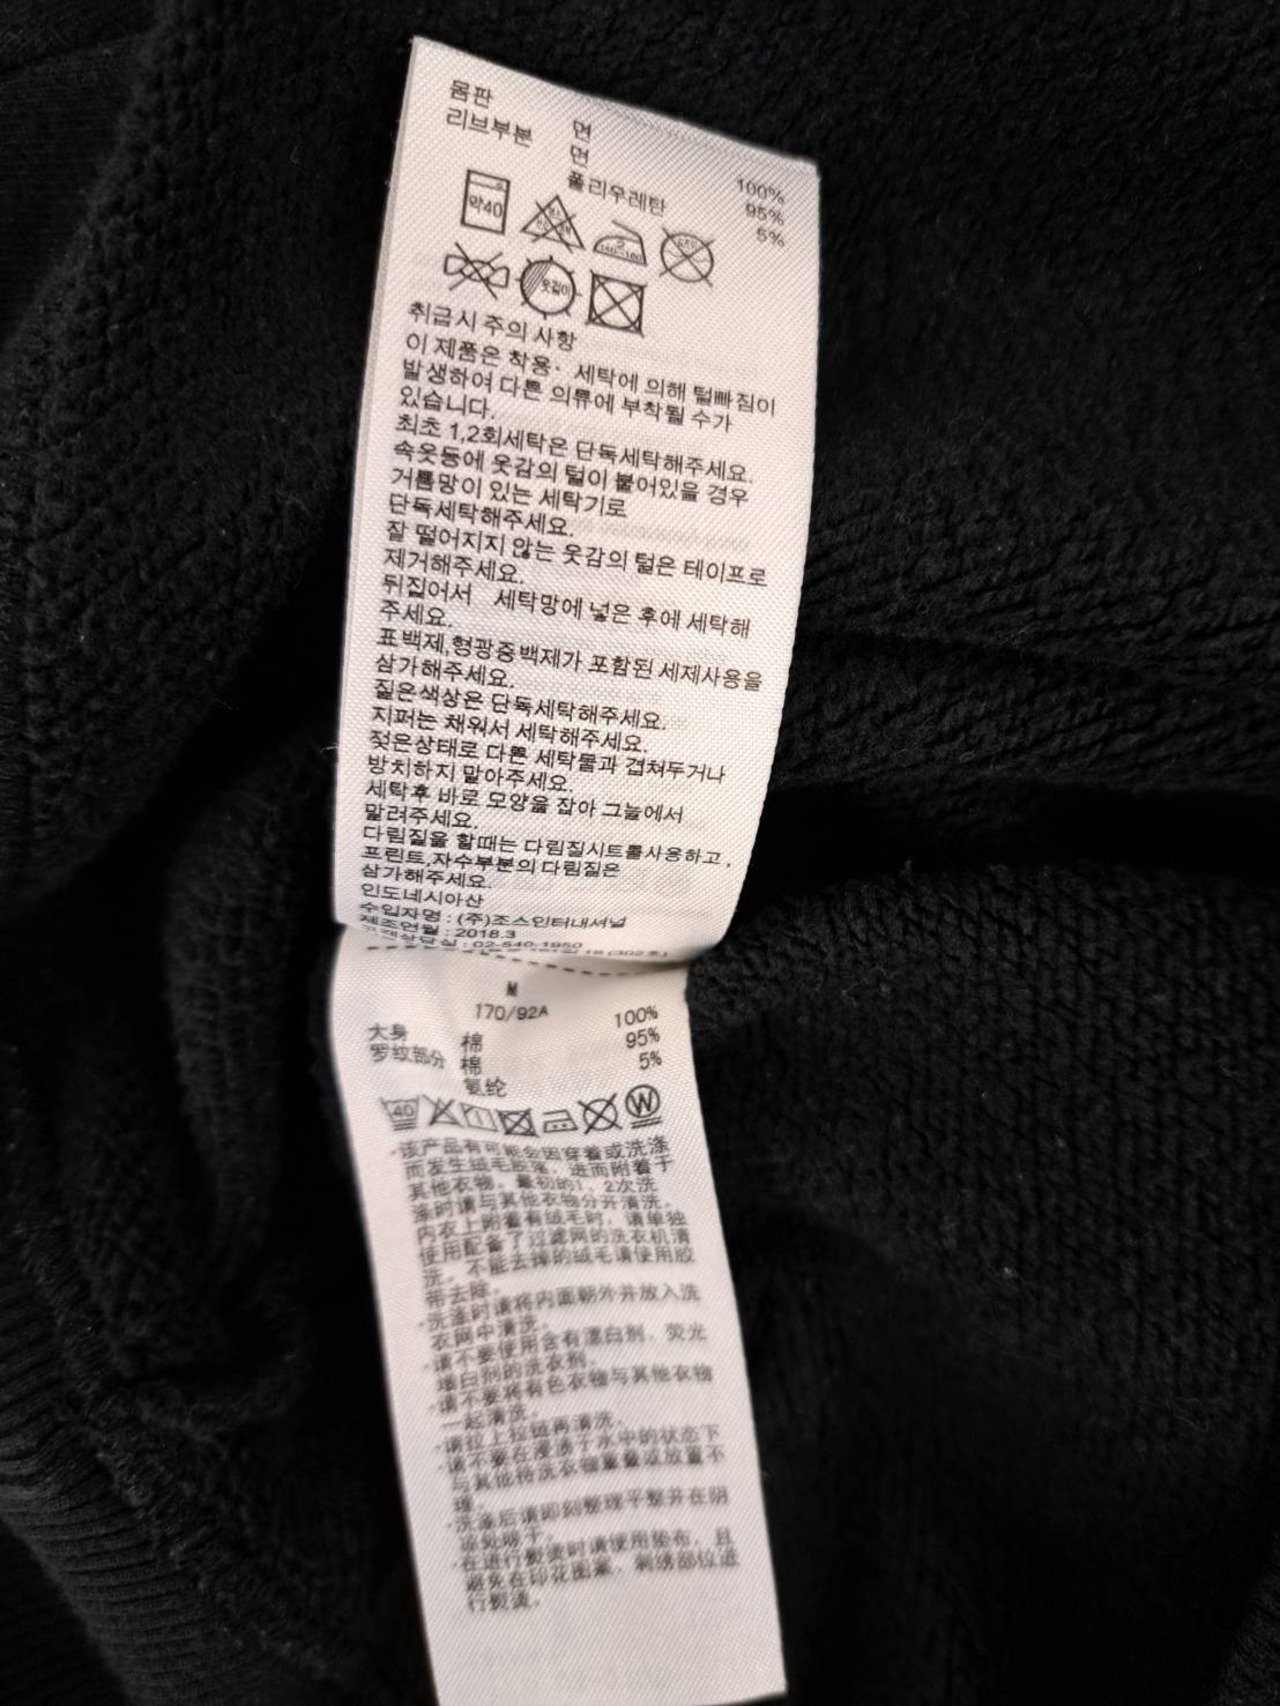 몸판 면 100%
리브부분 면 95%
폴리우레탄 5%
약40
2
140~160
옷걸이
취급시 주의 사항
이 제품은 착용· 세탁에 의해 털빠짐이
발생하여 다른 의류에 부착될 수가
있습니다.
최초 1,2회세탁은 단독세탁해주세요.
속옷등에 옷감의 털이 붙어있을 경우
거름망이 있는 세탁기로
단독세탁해주세요.
잘 떨어지지 않는 옷감의 털은 테이프로
제거해주세요.
뒤집어서 세탁망에 넣은 후에 세탁해
주세요.
표백제,형광증백제가 포함된 세제사용을
삼가해주세요.
짙은색상은 단독세탁해주세요.
지퍼는 채워서 세탁해주세요.
젖은상태로 다른 세탁물과 겹쳐두거나
방치하지 말아주세요.
세탁후 바로 모양을 잡아 그늘에서
말려주세요.
다림질을 할때는 다림질시트를사용하고,
프린트,자수부분의 다림질은
삼가해주세요.
인도네시아산
수입자명 : (주)조스인터내셔널
제조연월 : 2018.3
고객상담실 : 02-540-1950
18 (302호)
M
170/92A
大身 棉 100%
罗纹部分 棉 95%
氨纶 5%
40
W
·该产品有可能会因穿着或洗涤
而发生绒毛脱落，进而附着于
其他衣物。最初的1、2次洗
涤时请与其他衣物分开清洗。
内衣上附着有绒毛时，请单独
使用配备了过滤网的洗衣机清
洗。不能去掉的绒毛请使用胶
带去除。
·洗涤时请将内面朝外并放入洗
衣网中清洗。
·请不要使用含有漂白剂、荧光
增白剂的洗衣剂。
·请不要将有色衣物与其他衣物
一起清洗。
·请拉上拉链再清洗。
·请不要在浸渍于水中的状态下
与其他待洗衣物重叠或放置不
理。
·洗涤后请即刻整理平整并在阴
凉处晾干。
·在进行熨烫时请使用垫布，且
避免在印花图案、刺绣部位进
行熨烫。